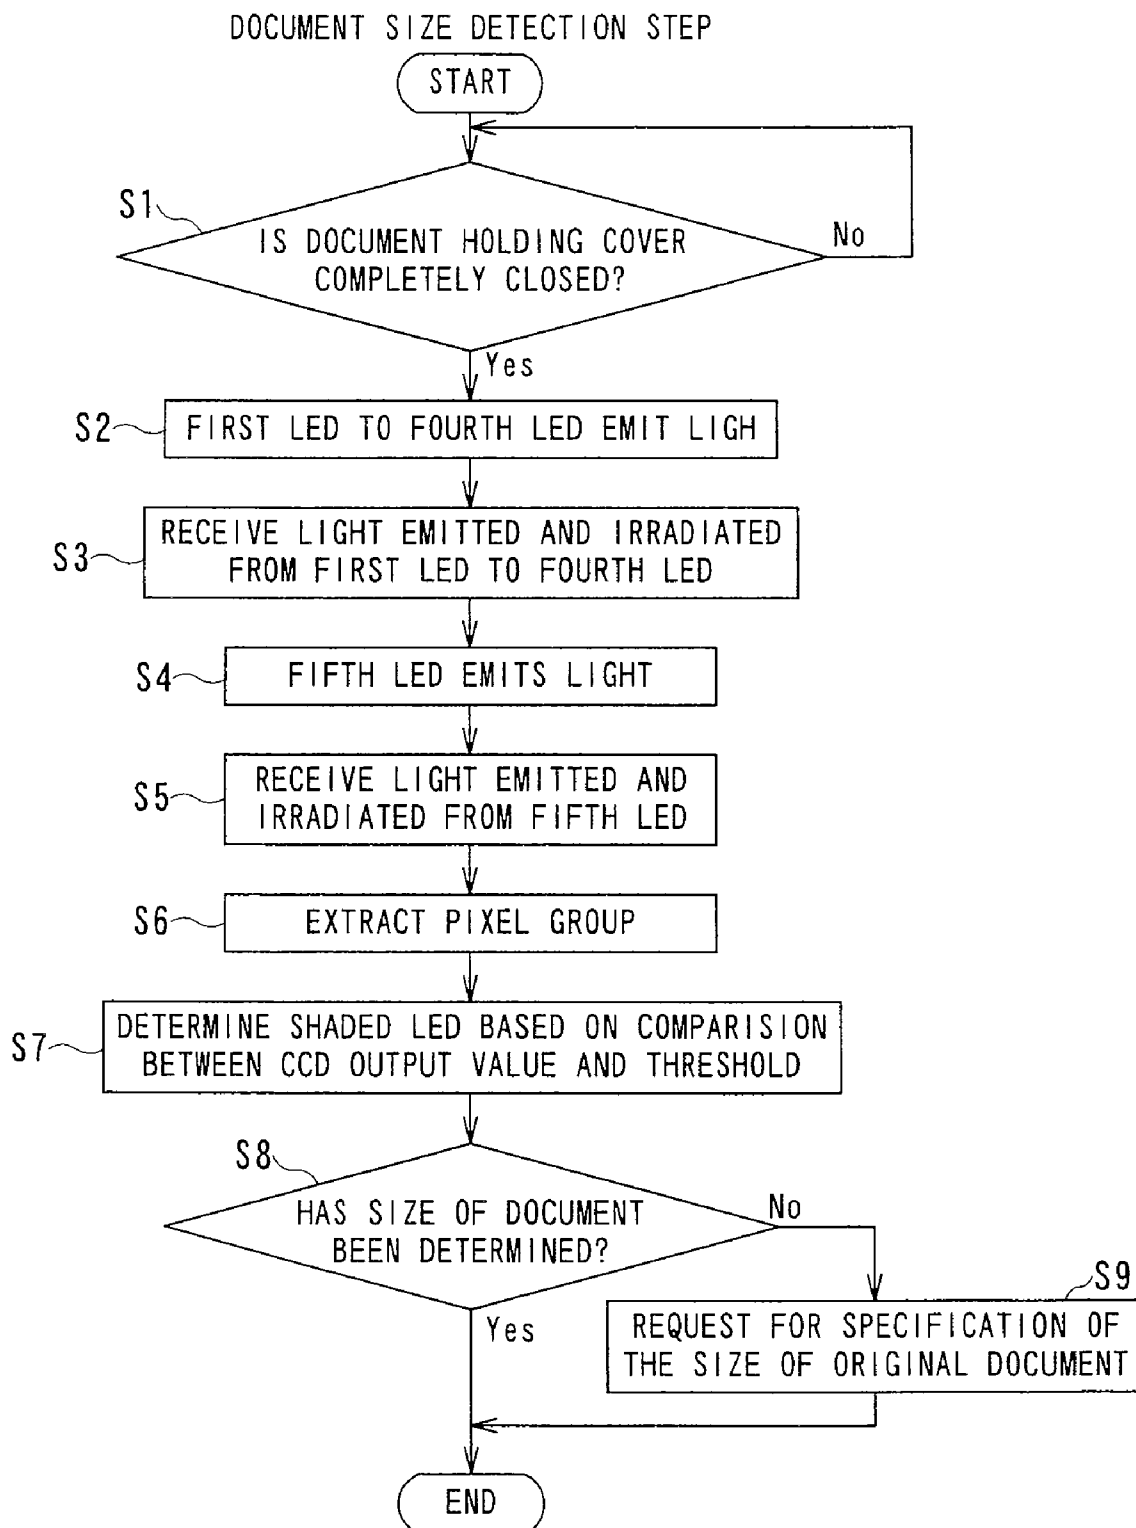 DOCUMENT SIZE DETECTION STEP
START
S1
IS DOCUMENT HOLDING COVER
COMPLETELY CLOSED?
No
Yes
S2
FIRST LED TO FOURTH LED EMIT LIGH
S3
RECEIVE LIGHT EMITTED AND IRRADIATED
FROM FIRST LED TO FOURTH LED
S4
FIFTH LED EMITS LIGHT
S5
RECEIVE LIGHT EMITTED AND
IRRADIATED FROM FIFTH LED
S6
EXTRACT PIXEL GROUP
S7
DETERMINE SHADED LED BASED ON COMPARISION
BETWEEN CCD OUTPUT VALUE AND THRESHOLD
S8
HAS SIZE OF DOCUMENT
BEEN DETERMINED?
No
Yes
S9
REQUEST FOR SPECIFICATION OF
THE SIZE OF ORIGINAL DOCUMENT
END